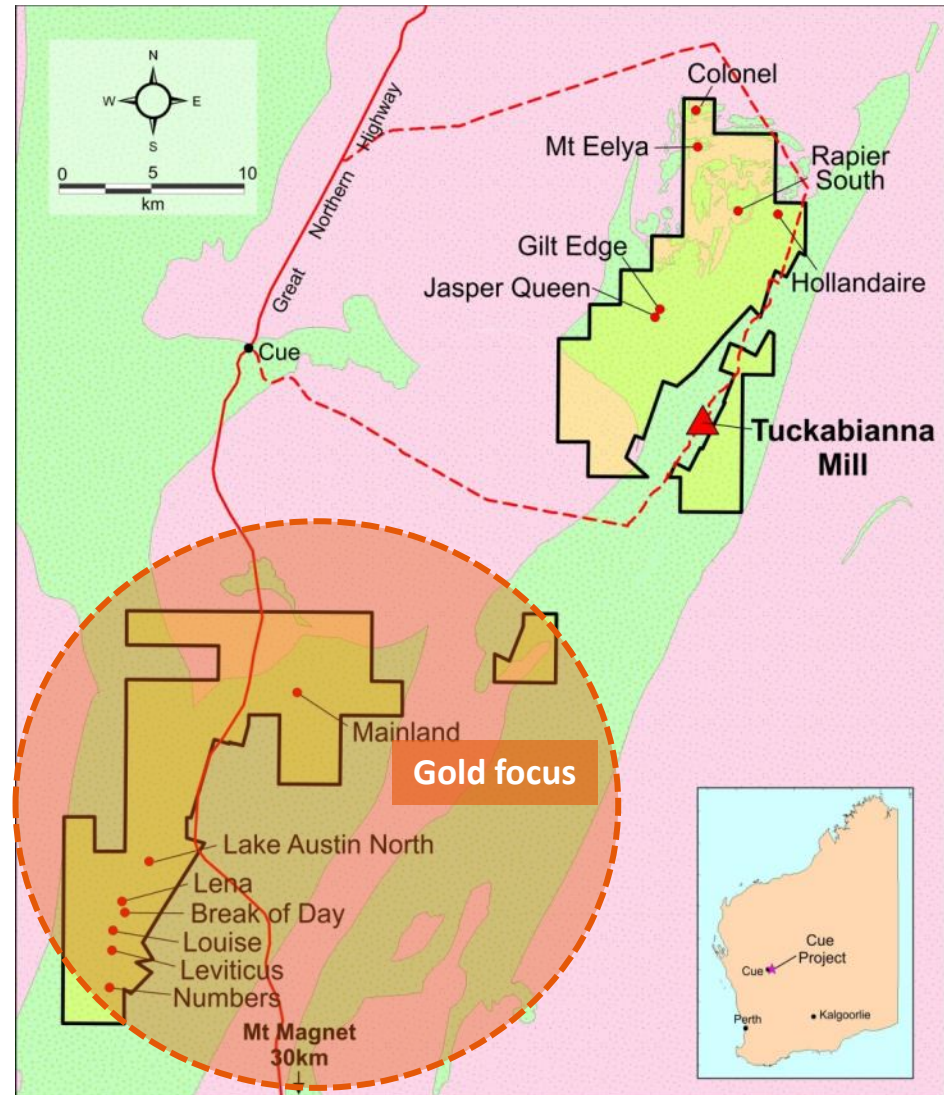 N
W
E
S
0
5
10
km
Great Northern Highway
Colonel
Mt Eelya
Rapier
South
Gilt Edge
Jasper Queen
Hollandaire
Cue
Tuckabianna
Mill
Mainland
Gold focus
Lake Austin North
Lena
Break of Day
Louise
Leviticus
Numbers
Mt Magnet
30km
Cue
Project
Cue
Perth
Kalgoorlie